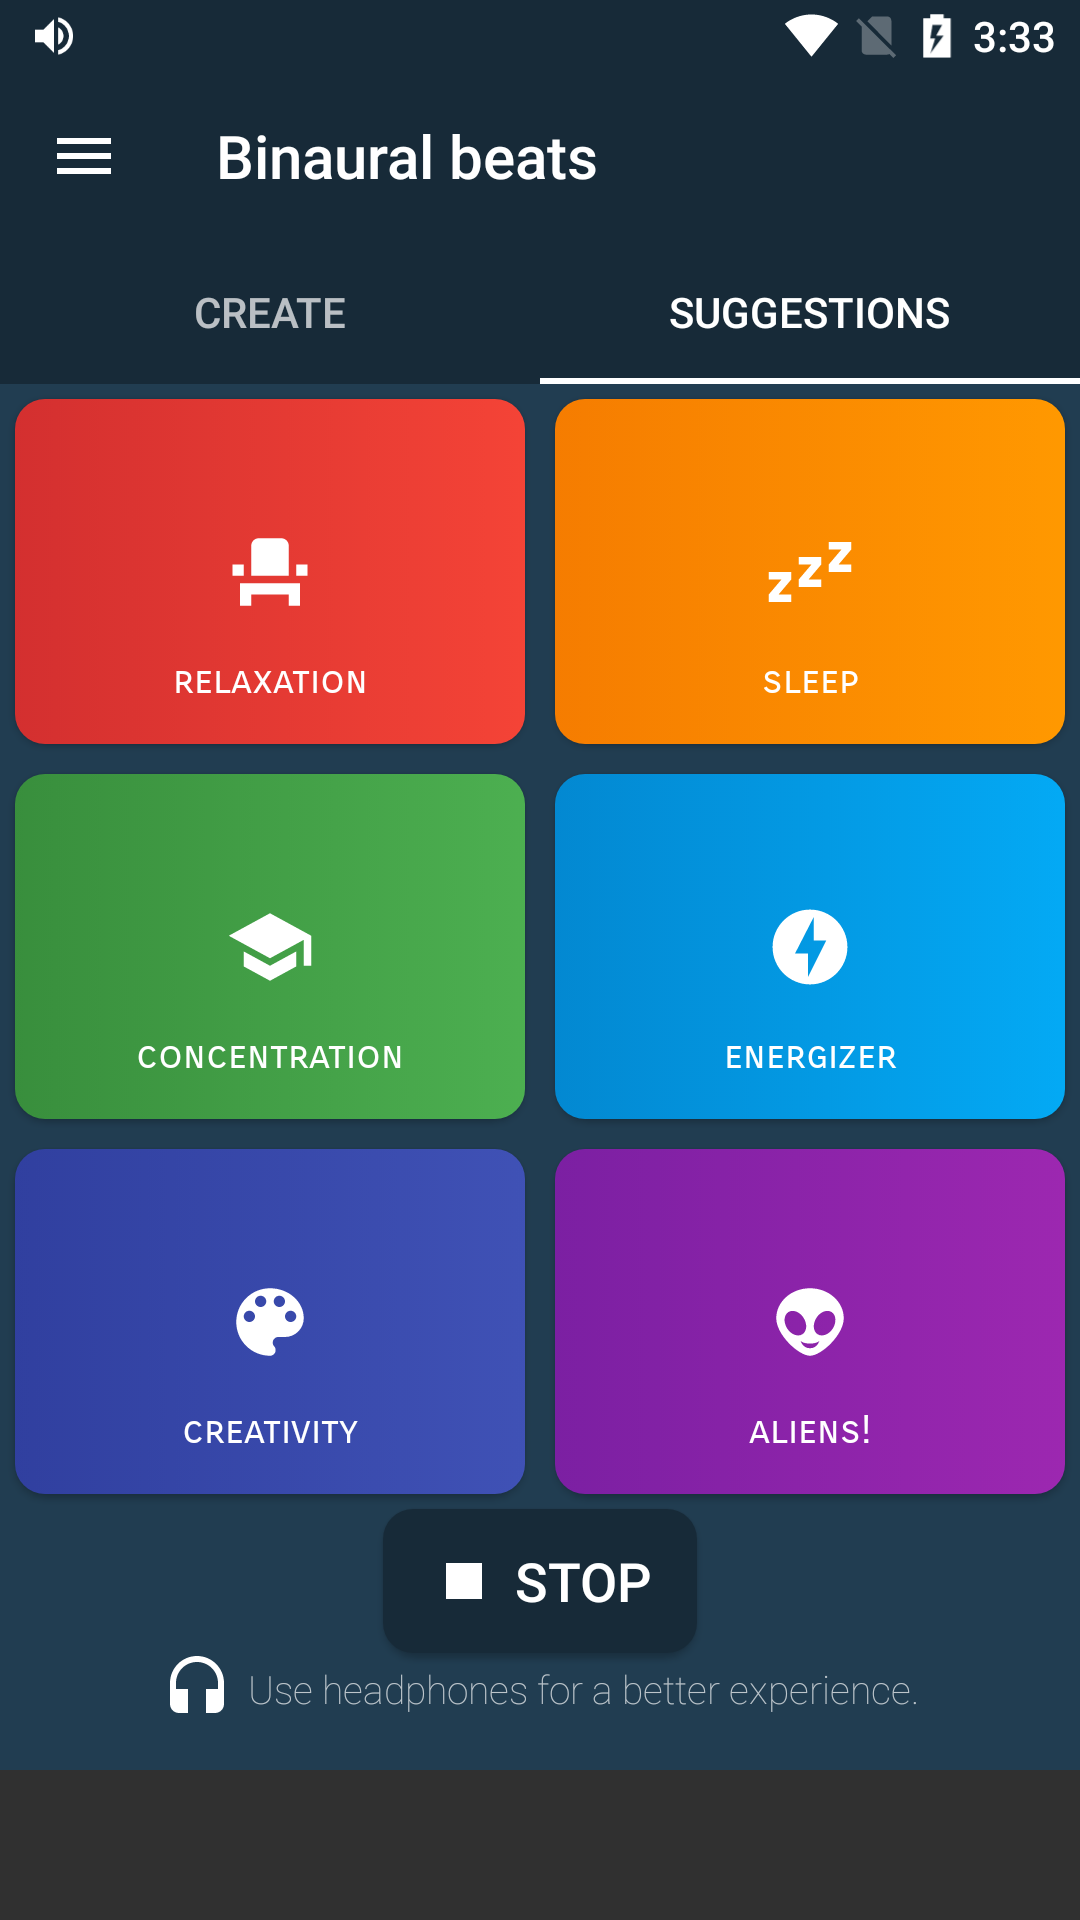 3:33
Binaural beats
CREATE
SUGGESTIONS
RELAXATION
zzz
SLEEP
CONCENTRATION
ENERGIZER
CREATIVITY
ALIENS!
STOP
Use headphones for a better experience.